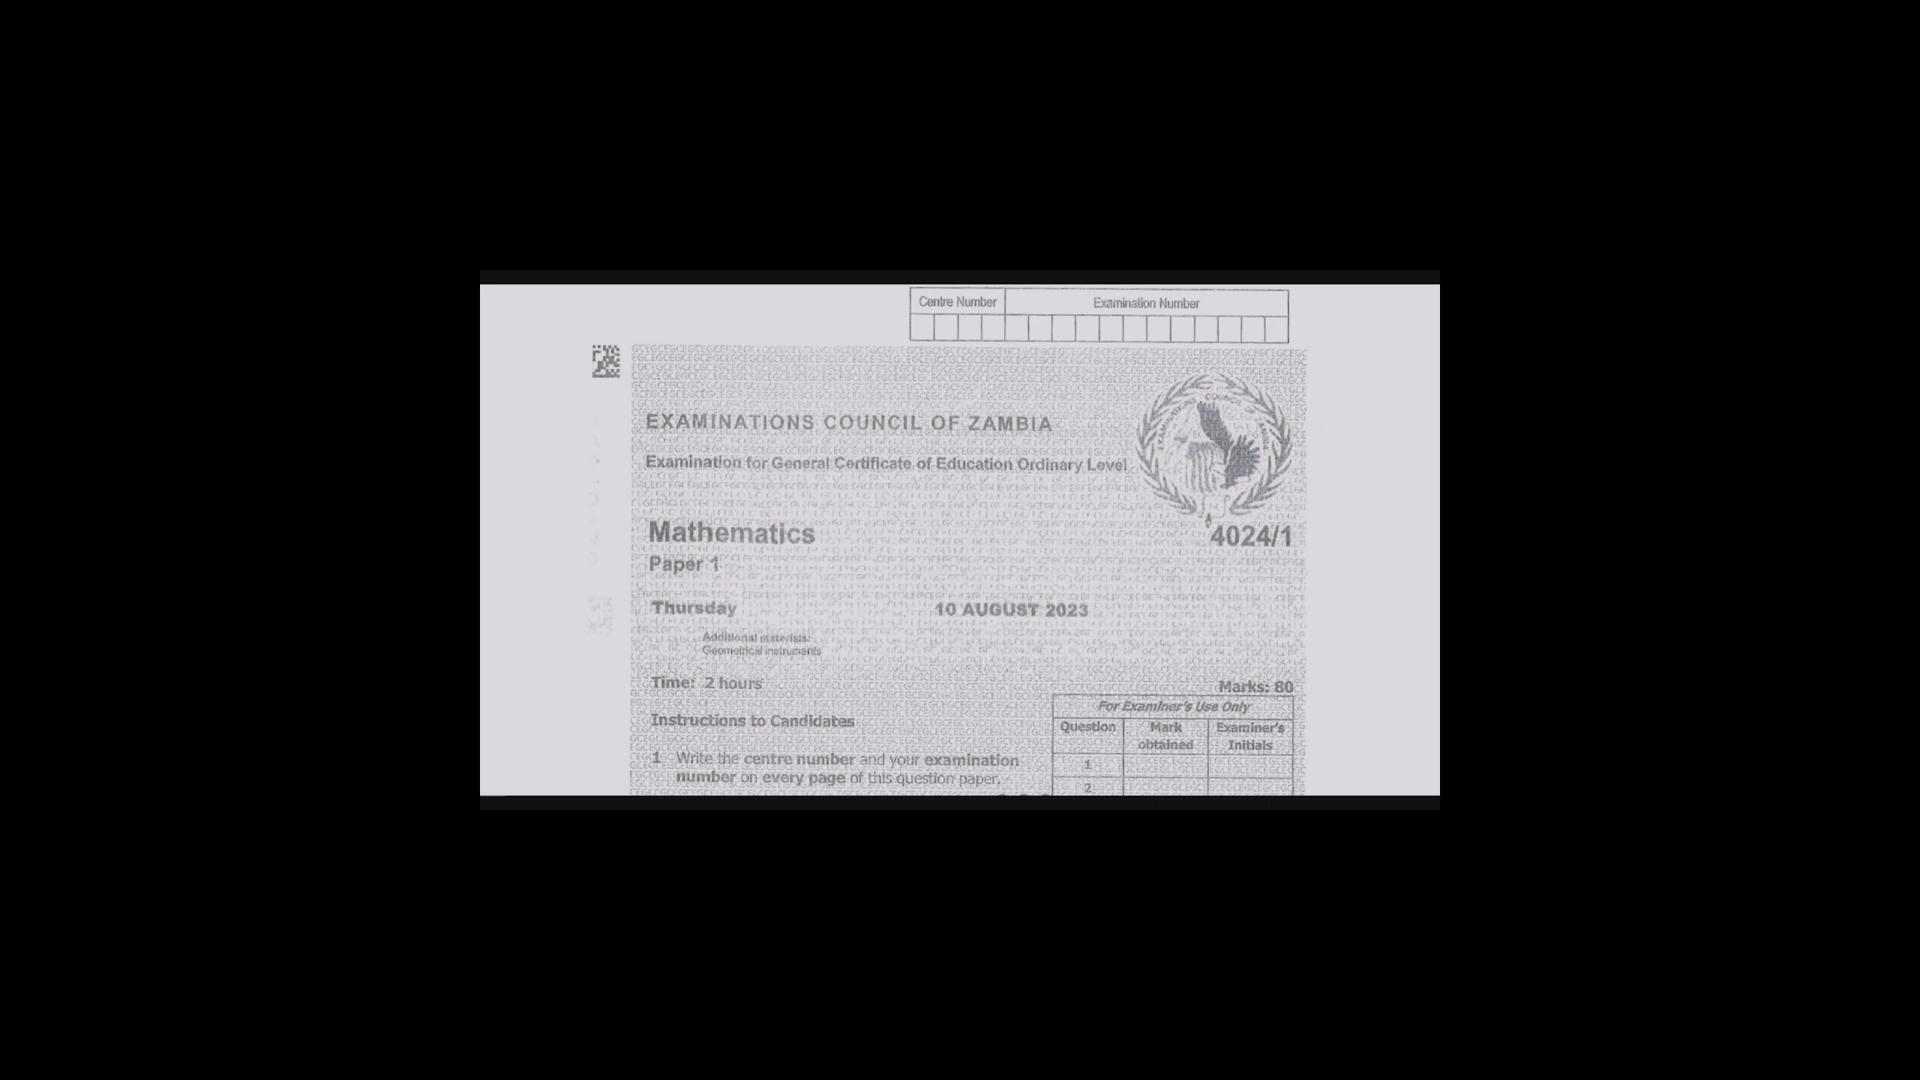 Centre Number Examination Number
EXAMINATIONS COUNCIL OF ZAMBIA
Examination for General Certificate of Education Ordinary Level
Mathematics 4024/1
Paper 1
Thursday 10 AUGUST 2023
Additional materials:
Geometrical instruments
Time: 2 hours Marks: 80
For Examiner's Use Only
Instructions to Candidates
Question Mark obtained Examiner's Initials
1 Write the centre number and your examination
number on every page of this question paper.
1
2